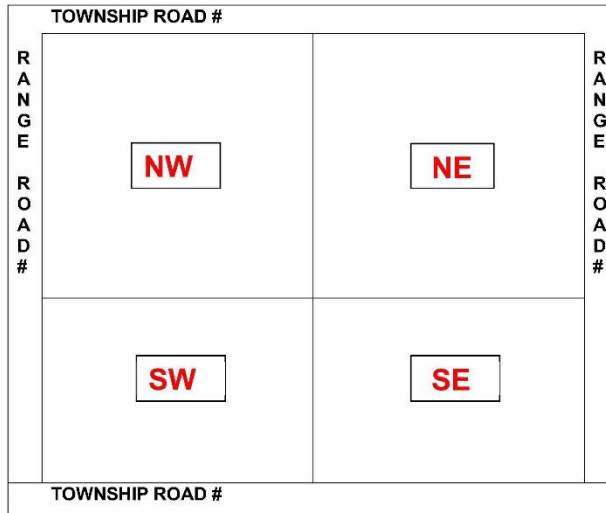 TOWNSHIP ROAD #
RANGE ROAD #
RANGE ROAD #
NW
NE
SW
SE
TOWNSHIP ROAD #